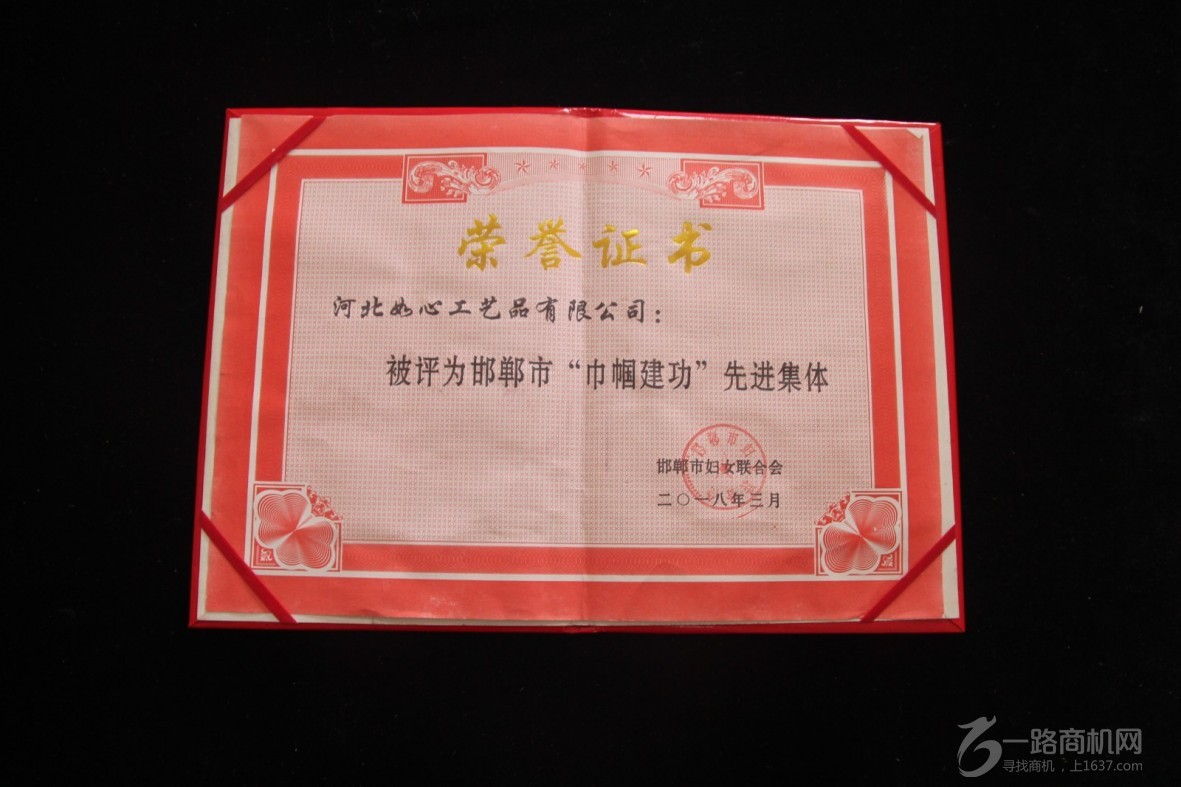 荣誉证书
河北如心工艺品有限公司：
被评为邯郸市“巾帼建功”先进集体
邯郸市妇女联合会
二〇一八年三月
一路商机网
寻找商机，上1637.com